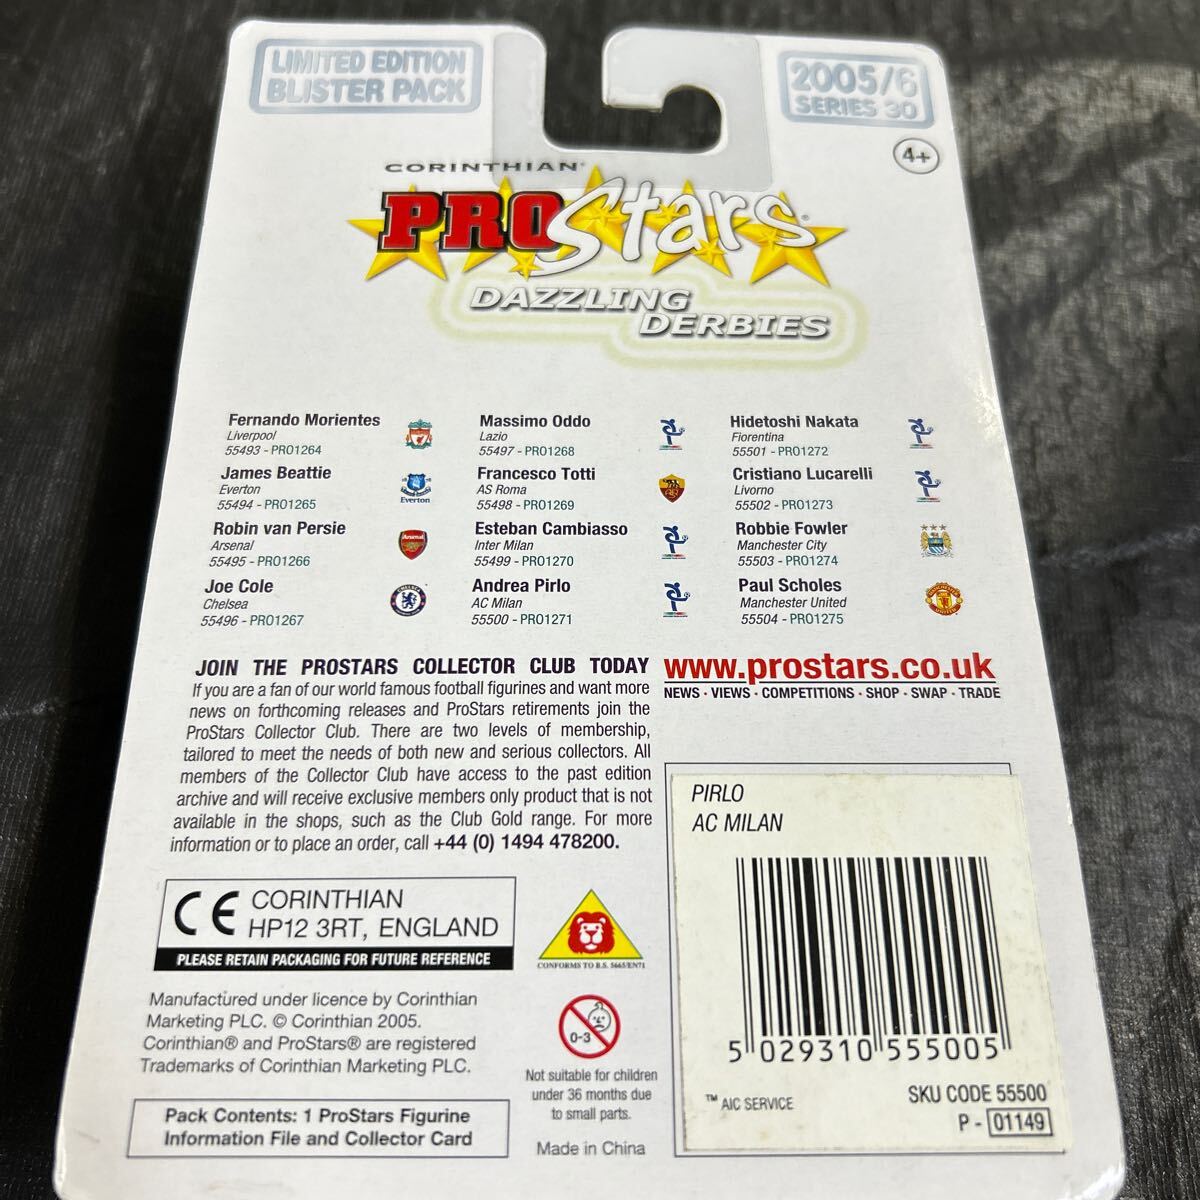 LIMITED EDITION
BLISTER PACK
2005/6
SERIES 30
4+
CORINTHIAN®
PROStars®
DAZZLING
DERBIES
Fernando Morientes
Liverpool
55493 - PRO1264
James Beattie
Everton
55494 - PRO1265
Everton
Robin van Persie
Arsenal
55495 - PRO1266
Arsenal
Joe Cole
Chelsea
55496 - PRO1267
Massimo Oddo
Lazio
55497 - PRO1268
Francesco Totti
AS Roma
55498 - PRO1269
Esteban Cambiasso
Inter Milan
55499 - PRO1270
Andrea Pirlo
AC Milan
55500 - PRO1271
Hidetoshi Nakata
Fiorentina
55501 - PRO1272
Cristiano Lucarelli
Livorno
55502 - PRO1273
Robbie Fowler
Manchester City
55503 - PRO1274
Paul Scholes
Manchester United
55504 - PRO1275
JOIN THE PROSTARS COLLECTOR CLUB TODAY
If you are a fan of our world famous football figurines and want more
news on forthcoming releases and ProStars retirements join the
ProStars Collector Club. There are two levels of membership,
tailored to meet the needs of both new and serious collectors. All
members of the Collector Club have access to the past edition
archive and will receive exclusive members only product that is not
available in the shops, such as the Club Gold range. For more
information or to place an order, call +44 (0) 1494 478200.
www.prostars.co.uk
NEWS · VIEWS · COMPETITIONS · SHOP · SWAP · TRADE
PIRLO
AC MILAN
5 029310 555005
™ AIC SERVICE
SKU CODE 55500
P - 01149
CE CORINTHIAN
HP12 3RT, ENGLAND
PLEASE RETAIN PACKAGING FOR FUTURE REFERENCE
CONFORMS TO B.S. 5665/EN71
Manufactured under licence by Corinthian
Marketing PLC. © Corinthian 2005.
Corinthian® and ProStars® are registered
Trademarks of Corinthian Marketing PLC.
0-3
Not suitable for children
under 36 months due
to small parts.
Pack Contents: 1 ProStars Figurine
Information File and Collector Card
Made in China